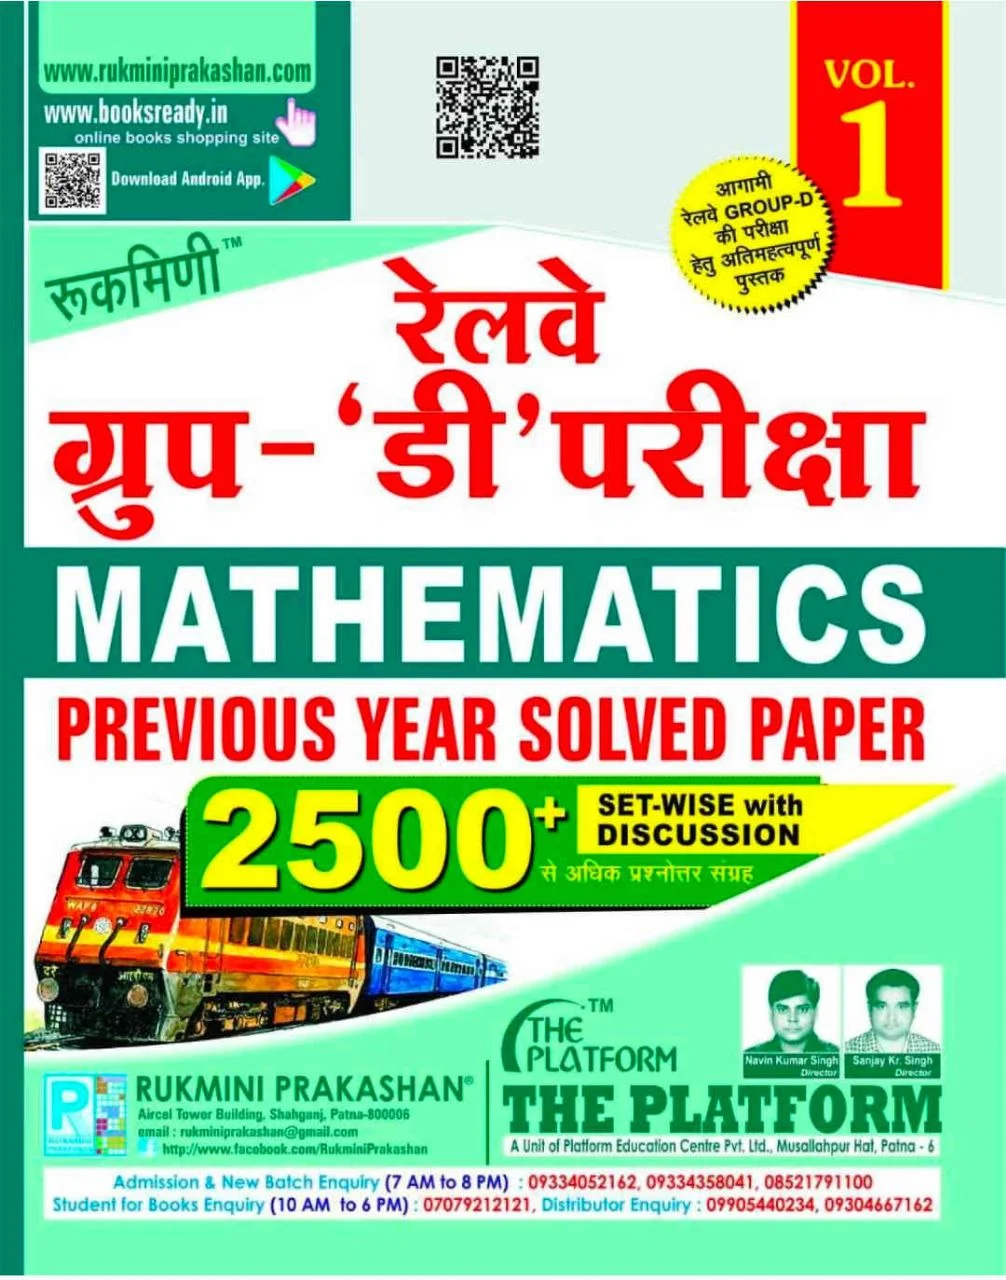 www.rukminiprakashan.com
www.booksready.in
online books shopping site
Download Android App.
VOL.
1
आगामी
रेलवे GROUP-D
की परीक्षा
हेतु अतिमहत्वपूर्ण
पुस्तक
रूकमिणी™
रेलवे
ग्रुप-‘डी’ परीक्षा
MATHEMATICS
PREVIOUS YEAR SOLVED PAPER
2500+
SET-WISE with
DISCUSSION
से अधिक प्रश्नोत्तर संग्रह
WAP 4
दरे
THE PLATFORM™
Navin Kumar Singh
Director
Sanjay Kr. Singh
Director
RUKMINI PRAKASHAN®
Aircel Tower Building, Shahganj, Patna-800006
email : rukminiprakashan@gmail.com
http://www.facebook.com/RukminiPrakashan
THE PLATFORM
A Unit of Platform Education Centre Pvt. Ltd., Musallahpur Hat, Patna - 6
Admission & New Batch Enquiry (7 AM to 8 PM) : 09334052162, 09334358041, 08521791100
Student for Books Enquiry (10 AM to 6 PM) : 07079212121, Distributor Enquiry : 09905440234, 09304667162